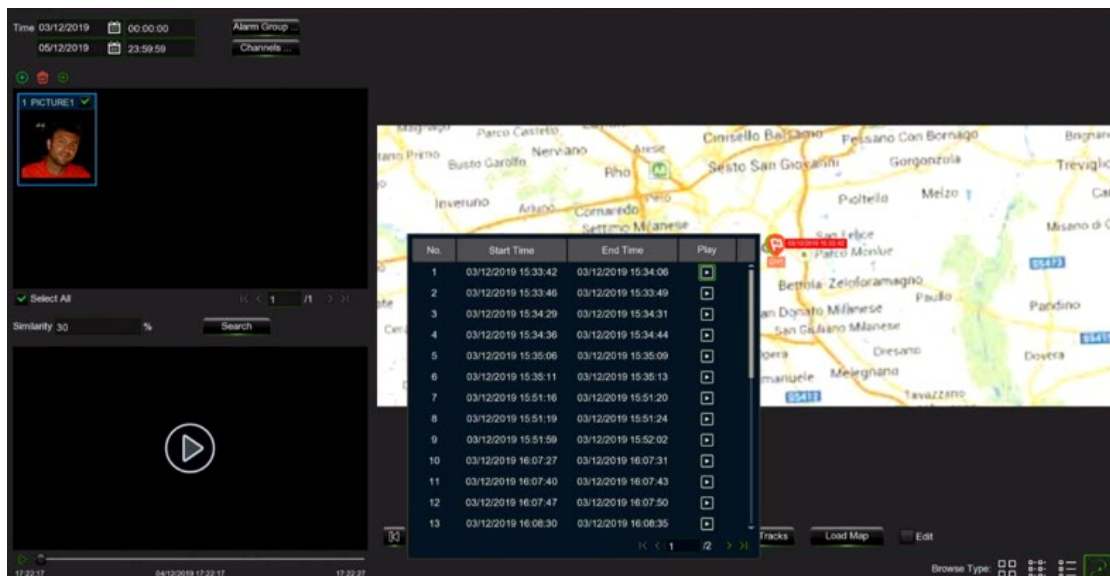 Time 03/12/2019 00:00:00 Alarm Group ...
05/12/2019 23:59:59 Channels ...
1 PICTURE1
Select All 1 /1
Similarity 30 % Search
17:22:17 04/12/2019 17:22:17 17:22:27
Parco Castello Cinisello Balsamo Pessano Con Bornago
Nerviano Arese
Busto Garolfo Rho Sesto San Giovanni Gorgonzola
Pioltello Melzo
Inveruno Arluno Cornaredo
Settimo Milanese San Felice Misano di
03/12/2019 15:33:42
Parco Monlue
Bettola Zeloforamagno
Paullo Pandino
San Donato Milanese
San Giuliano Milanese
Dresano Dovera
Melegnano
Tavazzano
No. Start Time End Time Play
1 03/12/2019 15:33:42 03/12/2019 15:34:06
2 03/12/2019 15:33:46 03/12/2019 15:33:49
3 03/12/2019 15:34:29 03/12/2019 15:34:31
4 03/12/2019 15:34:36 03/12/2019 15:34:44
5 03/12/2019 15:35:06 03/12/2019 15:35:09
6 03/12/2019 15:35:11 03/12/2019 15:35:13
7 03/12/2019 15:51:16 03/12/2019 15:51:20
8 03/12/2019 15:51:19 03/12/2019 15:51:24
9 03/12/2019 15:51:59 03/12/2019 15:52:02
10 03/12/2019 16:07:27 03/12/2019 16:07:31
11 03/12/2019 16:07:40 03/12/2019 16:07:43
12 03/12/2019 16:07:47 03/12/2019 16:07:50
13 03/12/2019 16:08:30 03/12/2019 16:08:35
1 /2
Tracks Load Map Edit
Browse Type: